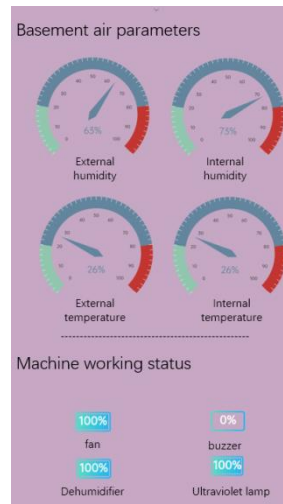 Basement air parameters
63% 73%
External humidity
Internal humidity
26% 26%
External temperature
Internal temperature
Machine working status
100% 0%
fan buzzer
100% 100%
Dehumidifier Ultraviolet lamp